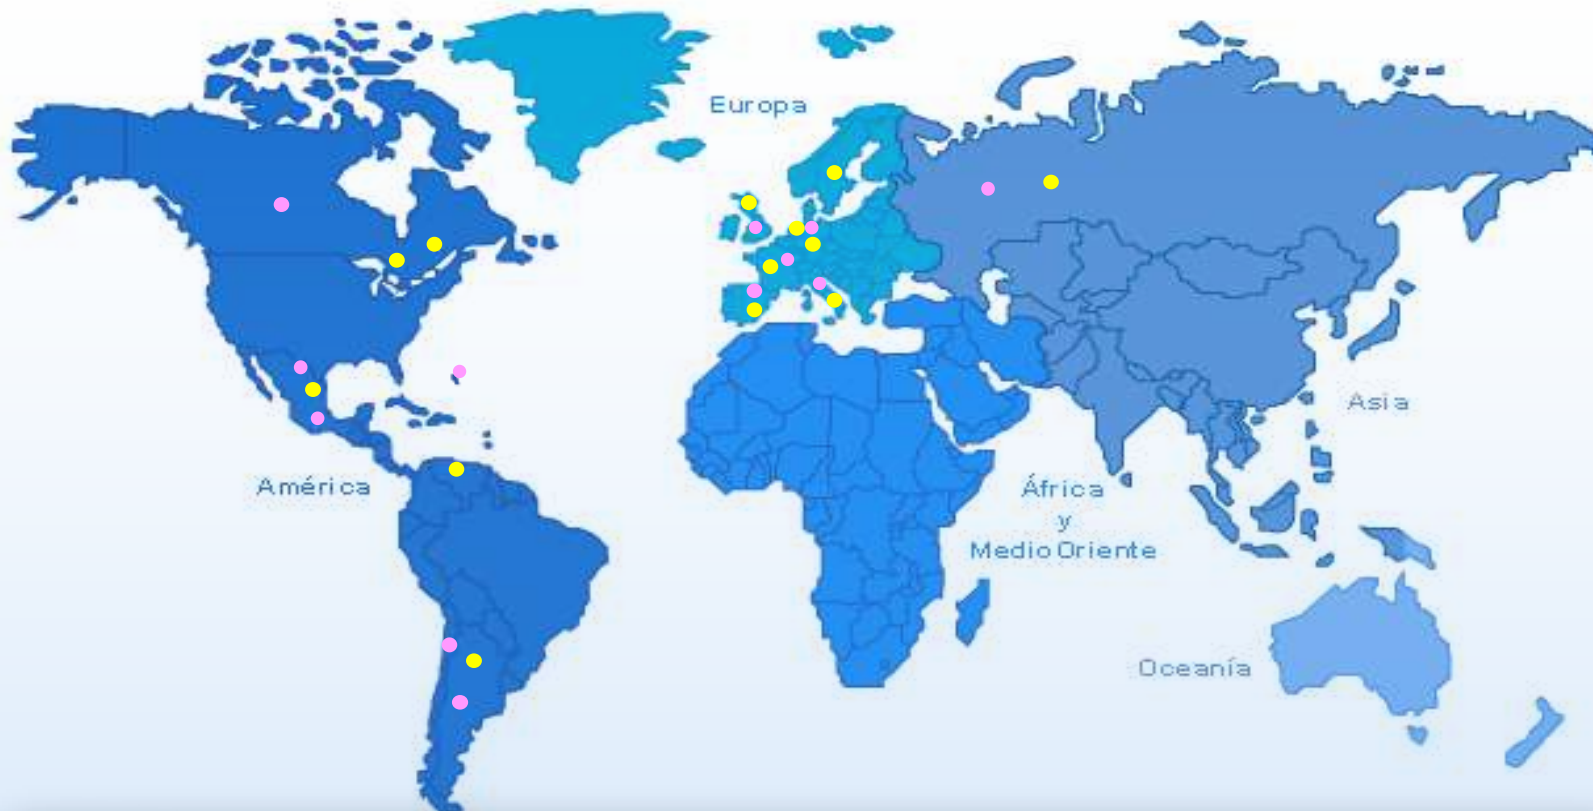 Europa
Asia
América
África
y
Medio Oriente
Oceanía